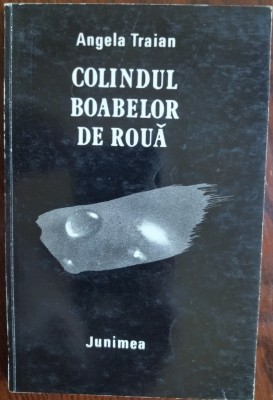 Angela Traian
COLINDUL
BOABELOR
DE ROUĂ
Junimea